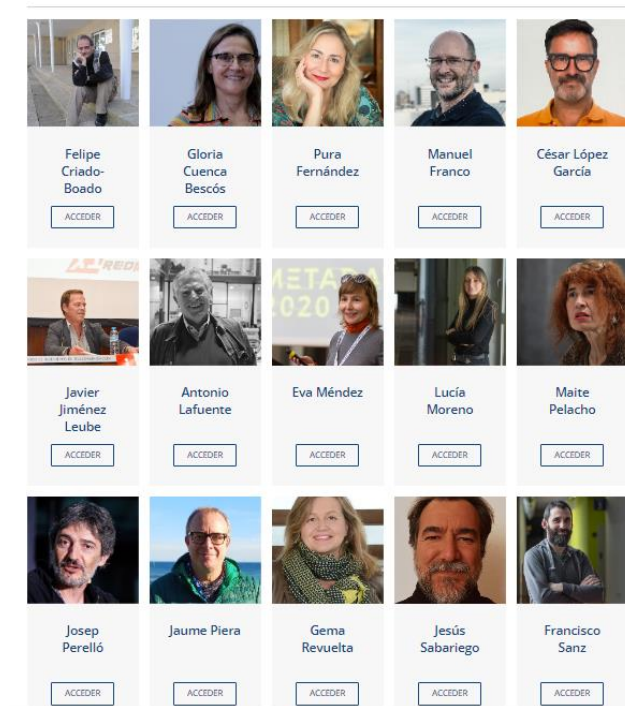 Felipe
Criado-
Boado
ACCEDER
Gloria
Cuenca
Bescós
ACCEDER
Pura
Fernández
ACCEDER
Manuel
Franco
ACCEDER
César López
García
ACCEDER
METADA
2020
Javier
Jiménez
Leube
ACCEDER
Antonio
Lafuente
ACCEDER
Eva Méndez
ACCEDER
Lucía
Moreno
ACCEDER
Maite
Pelacho
ACCEDER
Josep
Perelló
ACCEDER
Jaume Piera
ACCEDER
Gema
Revuelta
ACCEDER
Jesús
Sabariego
ACCEDER
Francisco
Sanz
ACCEDER